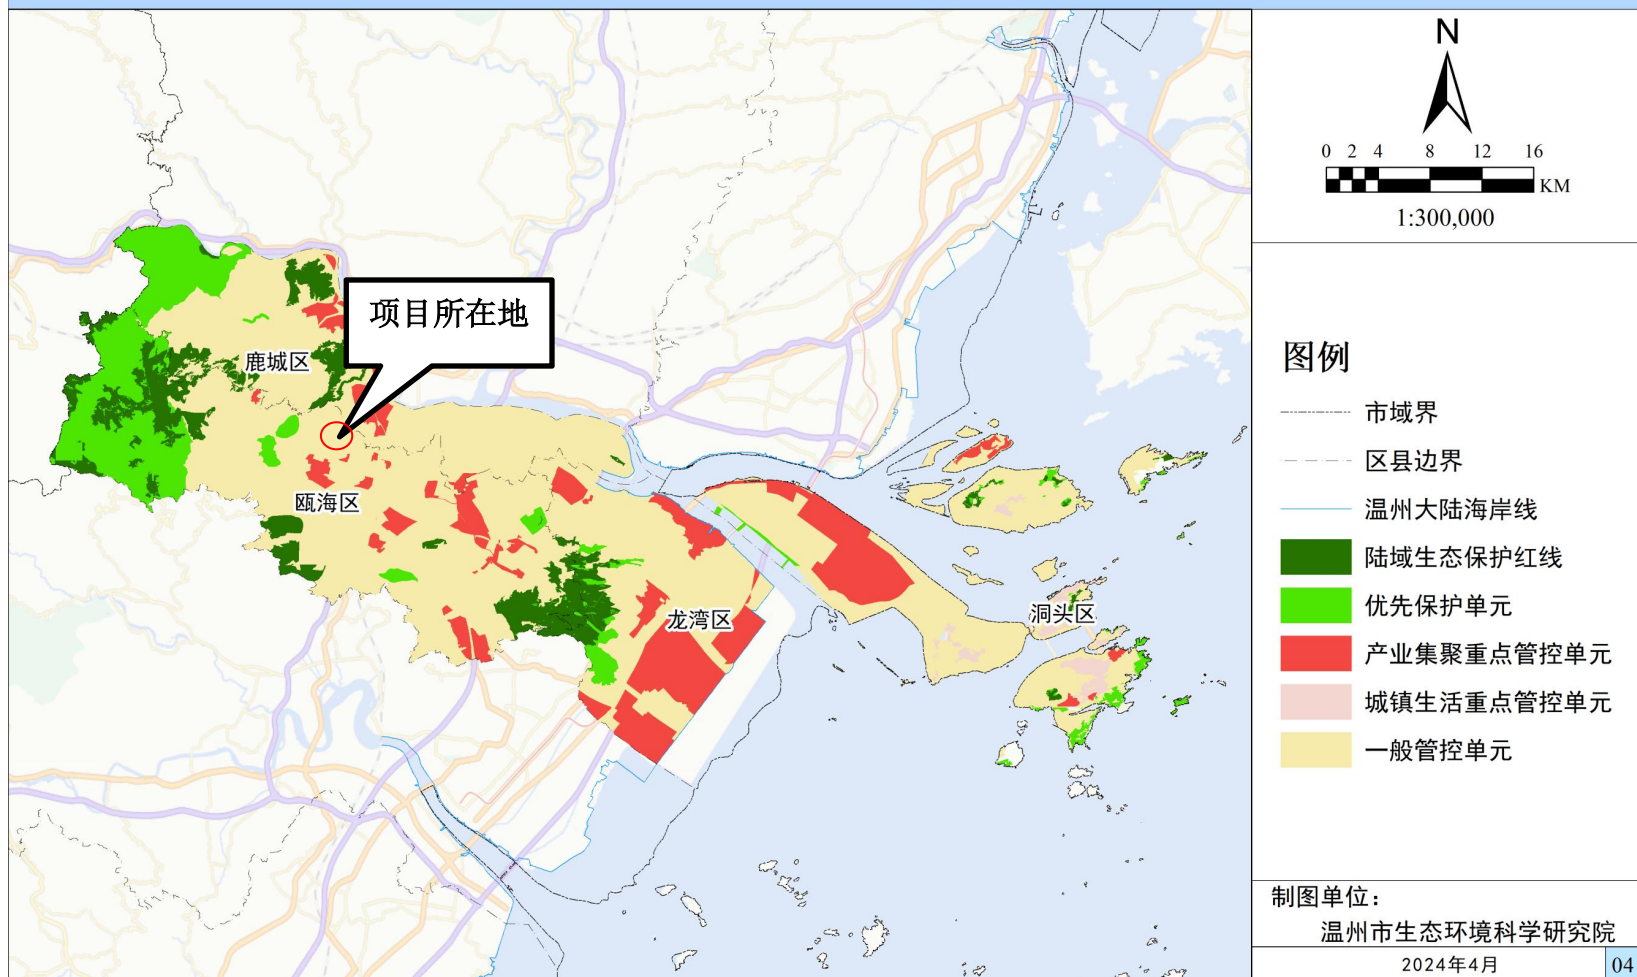 项目所在地
鹿城区
瓯海区
龙湾区
洞头区
N
0 2 4 8 12 16
KM
1:300,000
图例
市域界
区县边界
温州大陆海岸线
陆域生态保护红线
优先保护单元
产业集聚重点管控单元
城镇生活重点管控单元
一般管控单元
制图单位：
温州市生态环境科学研究院
2024年4月
04